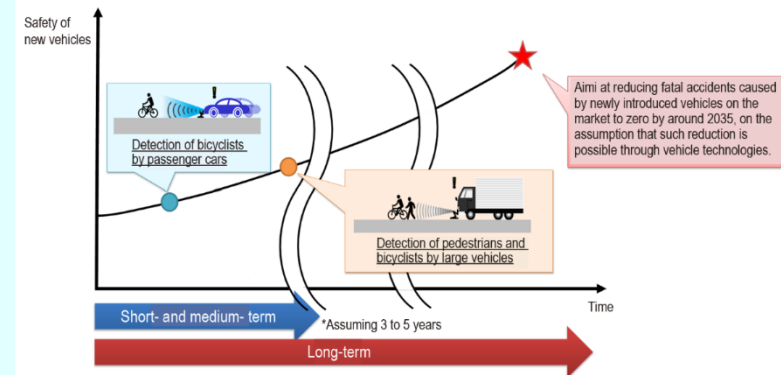 Safety of
new vehicles
!
Detection of bicyclists
by passenger cars
!
Detection of pedestrians and
bicyclists by large vehicles
Aimi at reducing fatal accidents caused
by newly introduced vehicles on the
market to zero by around 2035, on the
assumption that such reduction is
possible through vehicle technologies.
Time
Short- and medium- term
*Assuming 3 to 5 years
Long-term